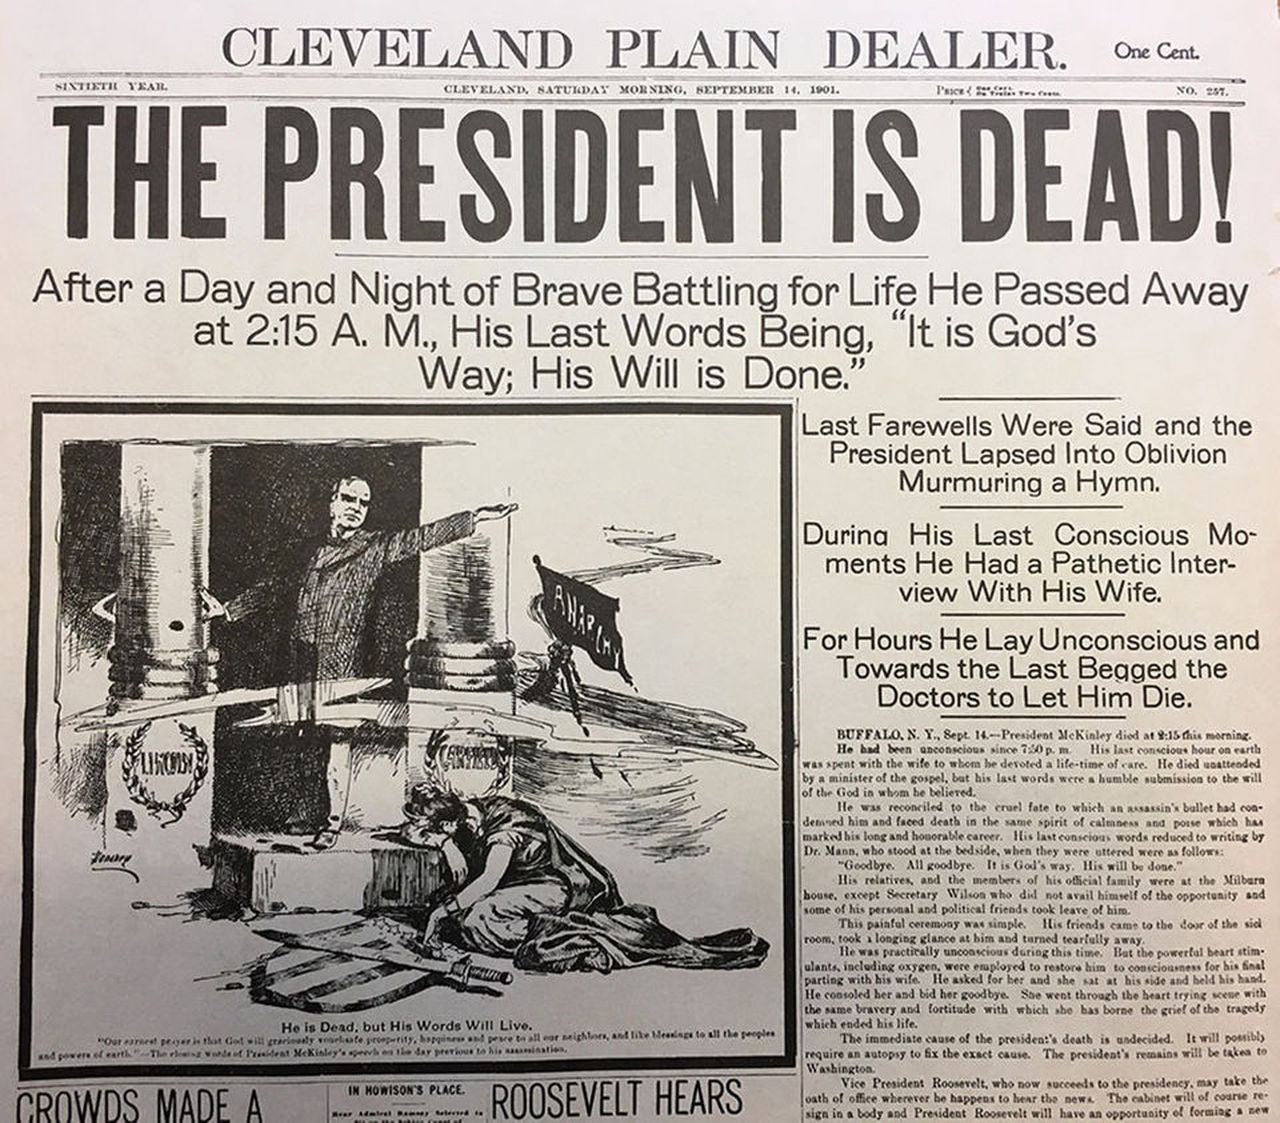 CLEVELAND PLAIN DEALER.
One Cent.
SIXTIETH YEAR.
CLEVELAND, SATURDAY MORNING, SEPTEMBER 14, 1901.
PRICE { One Cent. On Trains Two Cents.
NO. 257.
THE PRESIDENT IS DEAD!
After a Day and Night of Brave Battling for Life He Passed Away
at 2:15 A. M., His Last Words Being, "It is God's
Way; His Will is Done."
ANARCHY
LINCOLN
GARFIELD
He is Dead, but His Words Will Live.
"Our earnest prayer is that God will graciously vouchsafe prosperity, happiness and peace to all our neighbors, and like blessings to all the peoples
and powers of earth."—The closing words of President McKinley's speech on the day previous to his assassination.
Last Farewells Were Said and the
President Lapsed Into Oblivion
Murmuring a Hymn.
During His Last Conscious Mo-
ments He Had a Pathetic Inter-
view With His Wife.
For Hours He Lay Unconscious and
Towards the Last Begged the
Doctors to Let Him Die.
BUFFALO, N. Y., Sept. 14.—President McKinley died at 2:15 this morning.
He had been unconscious since 7:50 p. m. His last conscious hour on earth
was spent with the wife to whom he devoted a life-time of care. He died unattended
by a minister of the gospel, but his last words were a humble submission to the will
of the God in whom he believed.
He was reconciled to the cruel fate to which an assassin's bullet had con-
demned him and faced death in the same spirit of calmness and poise which has
marked his long and honorable career. His last conscious words reduced to writing by
Dr. Mann, who stood at the bedside, when they were uttered were as follows:
"Goodbye. All goodbye. It is God's way. His will be done."
His relatives, and the members of his official family were at the Milburn
house, except Secretary Wilson who did not avail himself of the opportunity and
some of his personal and political friends took leave of him.
This painful ceremony was simple. His friends came to the door of the sick
room, took a longing glance at him and turned tearfully away.
He was practically unconscious during this time. But the powerful heart stim-
ulants, including oxygen, were employed to restore him to consciousness for his final
parting with his wife. He asked for her and she sat at his side and held his hand.
He consoled her and bid her goodbye. She went through the heart trying scene with
the same bravery and fortitude with which she has borne the grief of the tragedy
which ended his life.
The immediate cause of the president's death is undecided. It will possibly
require an autopsy to fix the exact cause. The president's remains will be taken to
Washington.
Vice President Roosevelt, who now succeeds to the presidency, may take the
oath of office wherever he happens to hear the news. The cabinet will of course re-
sign in a body and President Roosevelt will have an opportunity of forming a new
CROWDS MADE A
IN HOWISON'S PLACE.
Rear Admiral Ramsay Selected to
ROOSEVELT HEARS